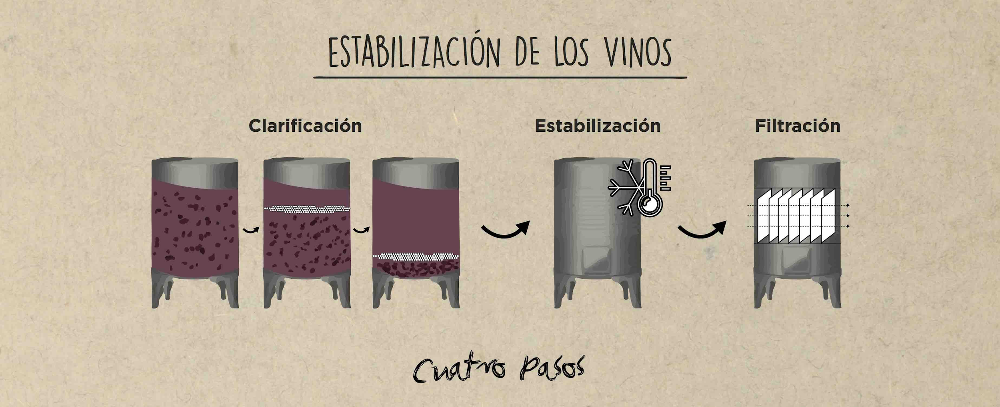 ESTABILIZACIÓN DE LOS VINOS
Clarificación
Estabilización
Filtración
Cuatro Pasos